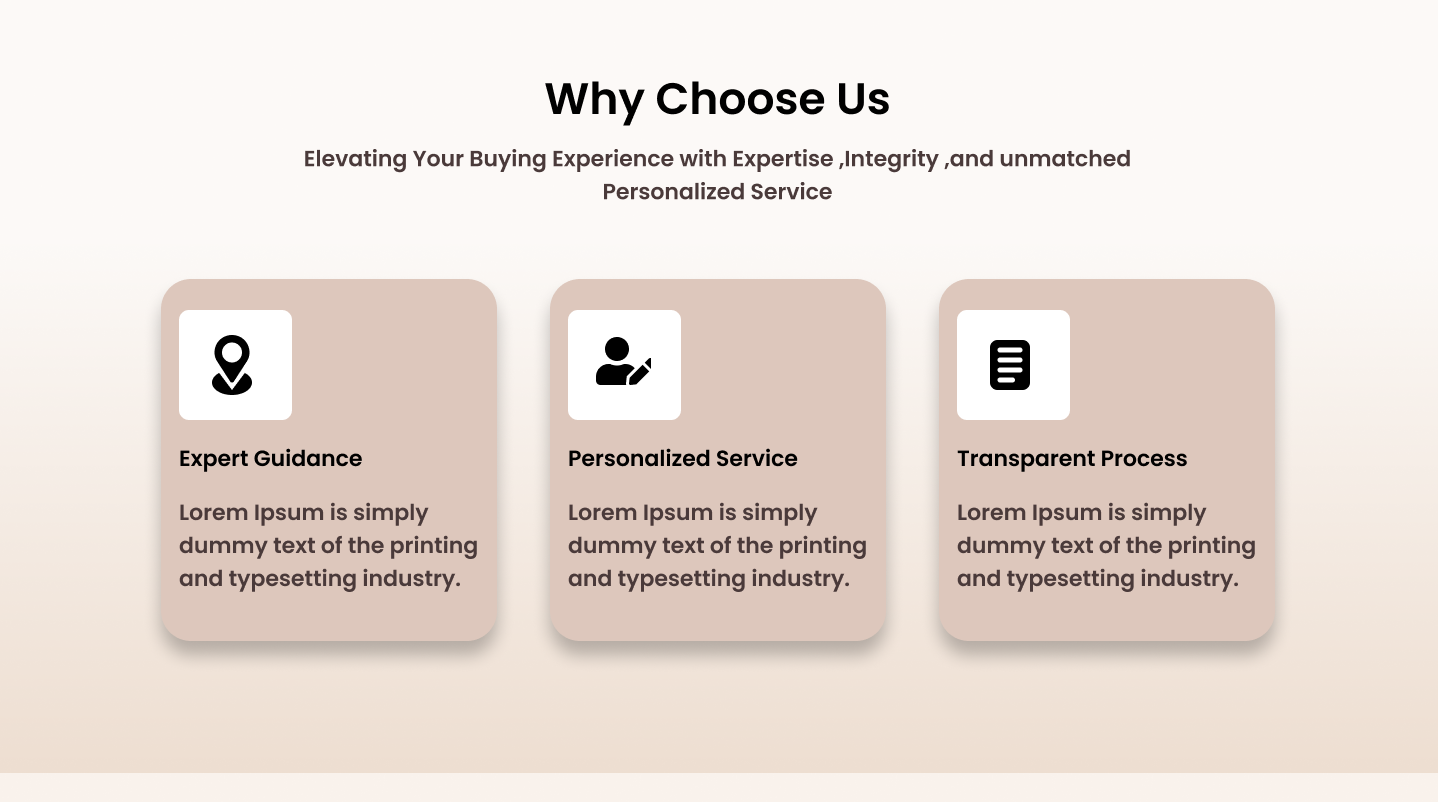 Why Choose Us
Elevating Your Buying Experience with Expertise ,Integrity ,and unmatched
Personalized Service
Expert Guidance
Lorem Ipsum is simply
dummy text of the printing
and typesetting industry.
Personalized Service
Lorem Ipsum is simply
dummy text of the printing
and typesetting industry.
Transparent Process
Lorem Ipsum is simply
dummy text of the printing
and typesetting industry.